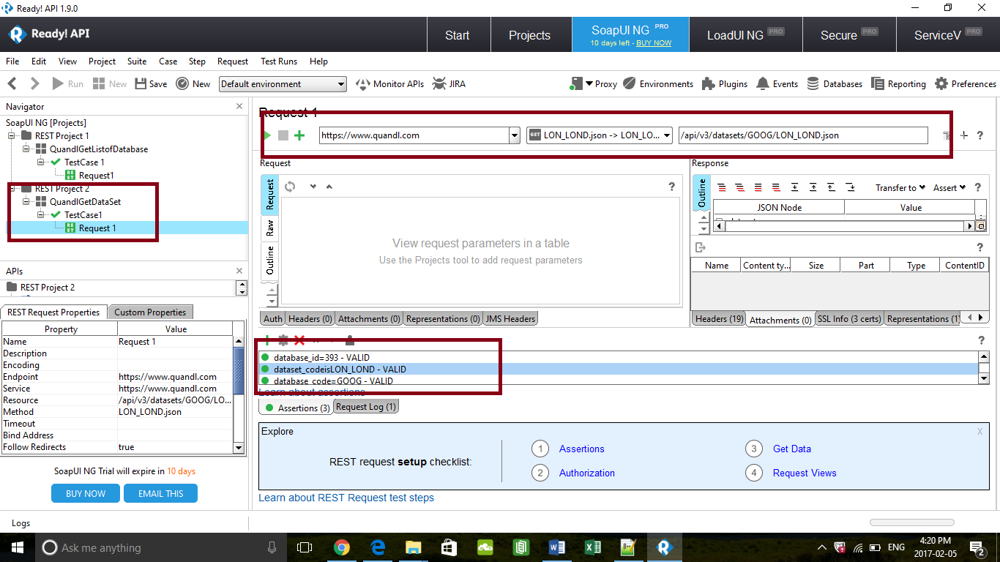 Ready! API 1.9.0
Ready! API
Start
Projects
SoapUI NG PRO
10 days left - BUY NOW
LoadUI NG PRO
Secure PRO
ServiceV PRO
File Edit View Project Suite Case Step Request Test Runs Help
Run New Save New Default environment Monitor APIs JIRA Proxy Environments Plugins Events Databases Reporting Preferences
Navigator
SoapUI NG [Projects]
REST Project 1
QuandlGetListofDatabase
TestCase 1
Request1
REST Project 2
QuandlGetDataSet
TestCase1
Request 1
APIs
REST Project 2
REST Request Properties Custom Properties
Property Value
Name Request 1
Description
Encoding
Endpoint https://www.quandl.com
Service https://www.quandl.com
Resource /api/v3/datasets/GOOG/LO...
Method LON_LOND.json
Timeout
Bind Address
Follow Redirects true
SoapUI NG Trial will expire in 10 days
BUY NOW EMAIL THIS
Request 1
https://www.quandl.com GET LON_LOND.json -> LON_LO... /api/v3/datasets/GOOG/LON_LOND.json
Request
Request
Raw
Outline
View request parameters in a table
Use the Projects tool to add request parameters
Auth Headers (0) Attachments (0) Representations (0) JMS Headers
Response
Outline
Transfer to Assert
JSON Node Value
Name Content ty... Size Part Type ContentID
Headers (19) Attachments (0) SSL Info (3 certs) Representations (1)
database_id=393 - VALID
dataset_codeisLON_LOND - VALID
database_code=GOOG - VALID
Learn about assertions
Assertions (3) Request Log (1)
Explore X
REST request setup checklist:
1 Assertions
2 Authorization
3 Get Data
4 Request Views
Learn about REST Request test steps
Logs
Ask me anything
ENG
4:20 PM
2017-02-05
2